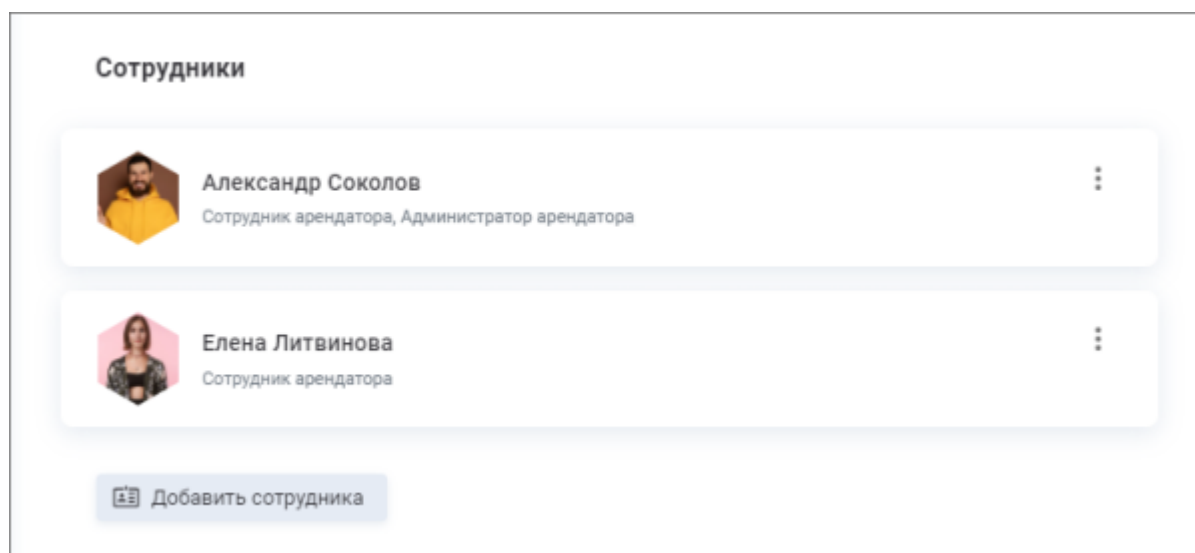 Сотрудники
Александр Соколов
Сотрудник арендатора, Администратор арендатора
Елена Литвинова
Сотрудник арендатора
Добавить сотрудника